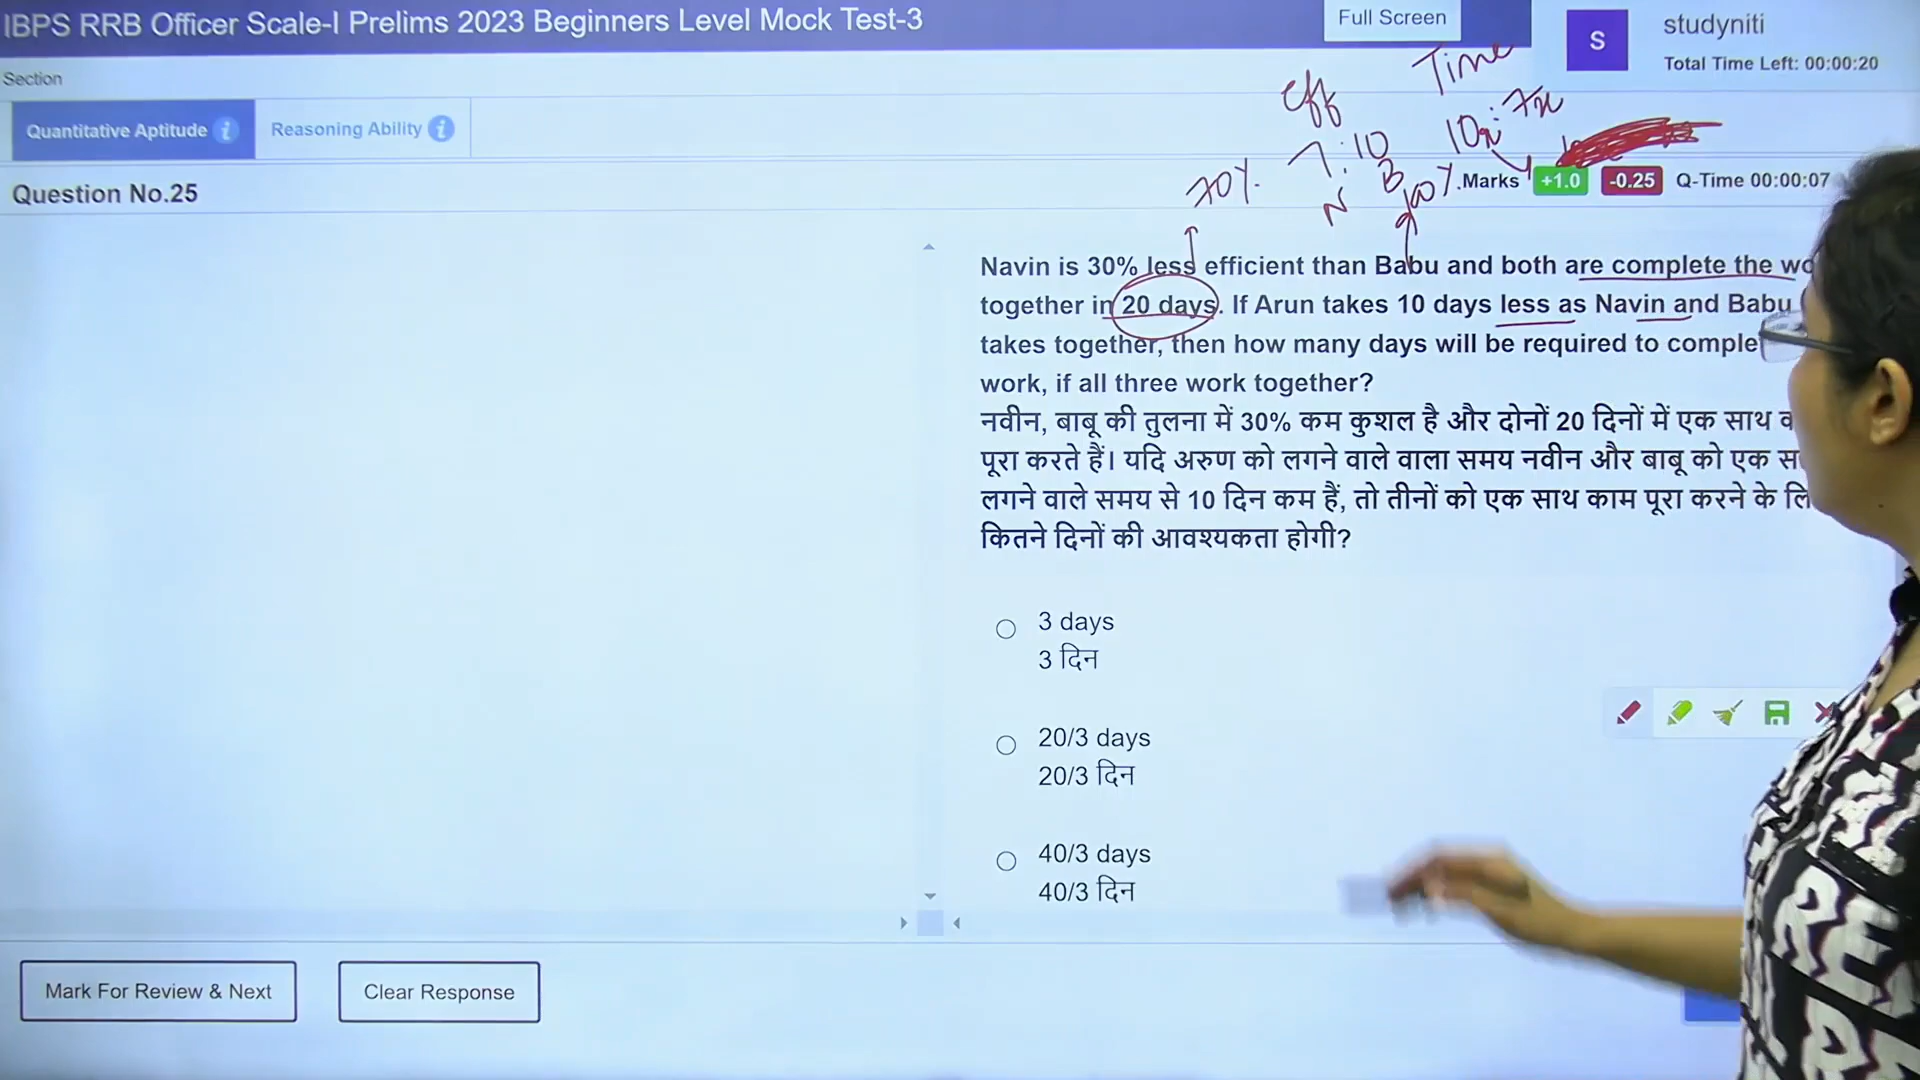 IBPS RRB Officer Scale-I Prelims 2023 Beginners Level Mock Test-3
Full Screen
S
studyniti
Total Time Left: 00:00:20
Section
Quantitative Aptitude i
Reasoning Ability i
Eff
Time
7:10
10x:7x
N B
70%.
100%.
Question No.25
Marks +1.0 -0.25 Q-Time 00:00:07
Navin is 30% less efficient than Babu and both are complete the
together in 20 days. If Arun takes 10 days less as Navin and Babu
takes together, then how many days will be required to
work, if all three work together?
नवीन, बाबू की तुलना में 30% कम कुशल है और दोनों 20 दिनों में एक साथ
पूरा करते हैं। यदि अरुण को लगने वाले वाला समय नवीन और बाबू को एक
लगने वाले समय से 10 दिन कम हैं, तो तीनों को एक साथ काम पूरा करने के
कितने दिनों की आवश्यकता होगी?
3 days
3 दिन
20/3 days
20/3 दिन
40/3 days
40/3 दिन
Mark For Review & Next
Clear Response